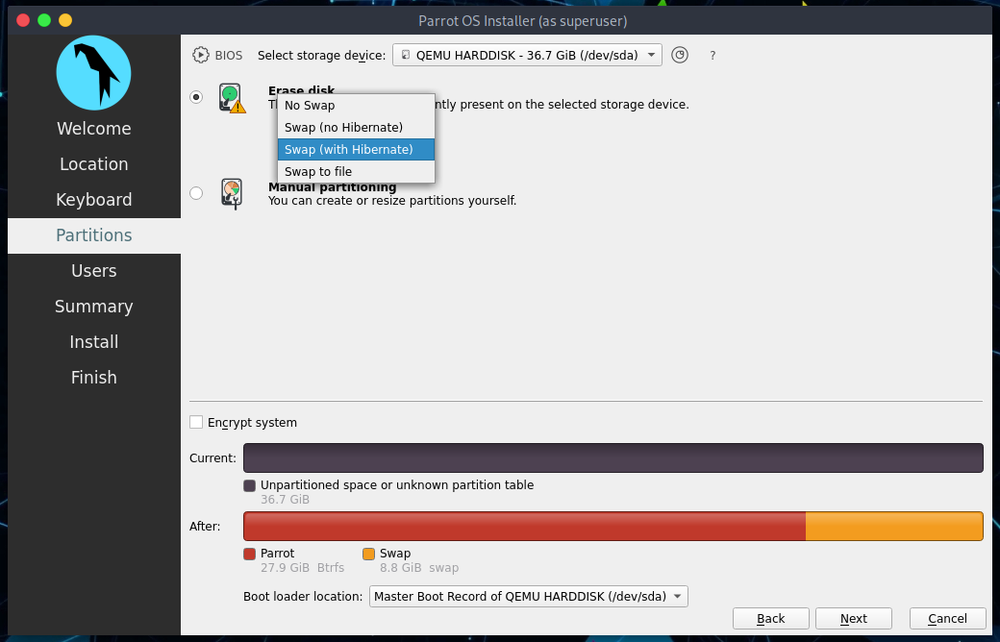 Parrot OS Installer (as superuser)
Welcome
Location
Keyboard
Partitions
Users
Summary
Install
Finish
BIOS Select storage device: QEMU HARDDISK - 36.7 GiB (/dev/sda) ?
Erase disk
ntly present on the selected storage device.
No Swap
Swap (no Hibernate)
Swap (with Hibernate)
Swap to file
Manual partitioning
You can create or resize partitions yourself.
Encrypt system
Current:
Unpartitioned space or unknown partition table
36.7 GiB
After:
Parrot Swap
27.9 GiB Btrfs 8.8 GiB swap
Boot loader location: Master Boot Record of QEMU HARDDISK (/dev/sda)
Back Next Cancel